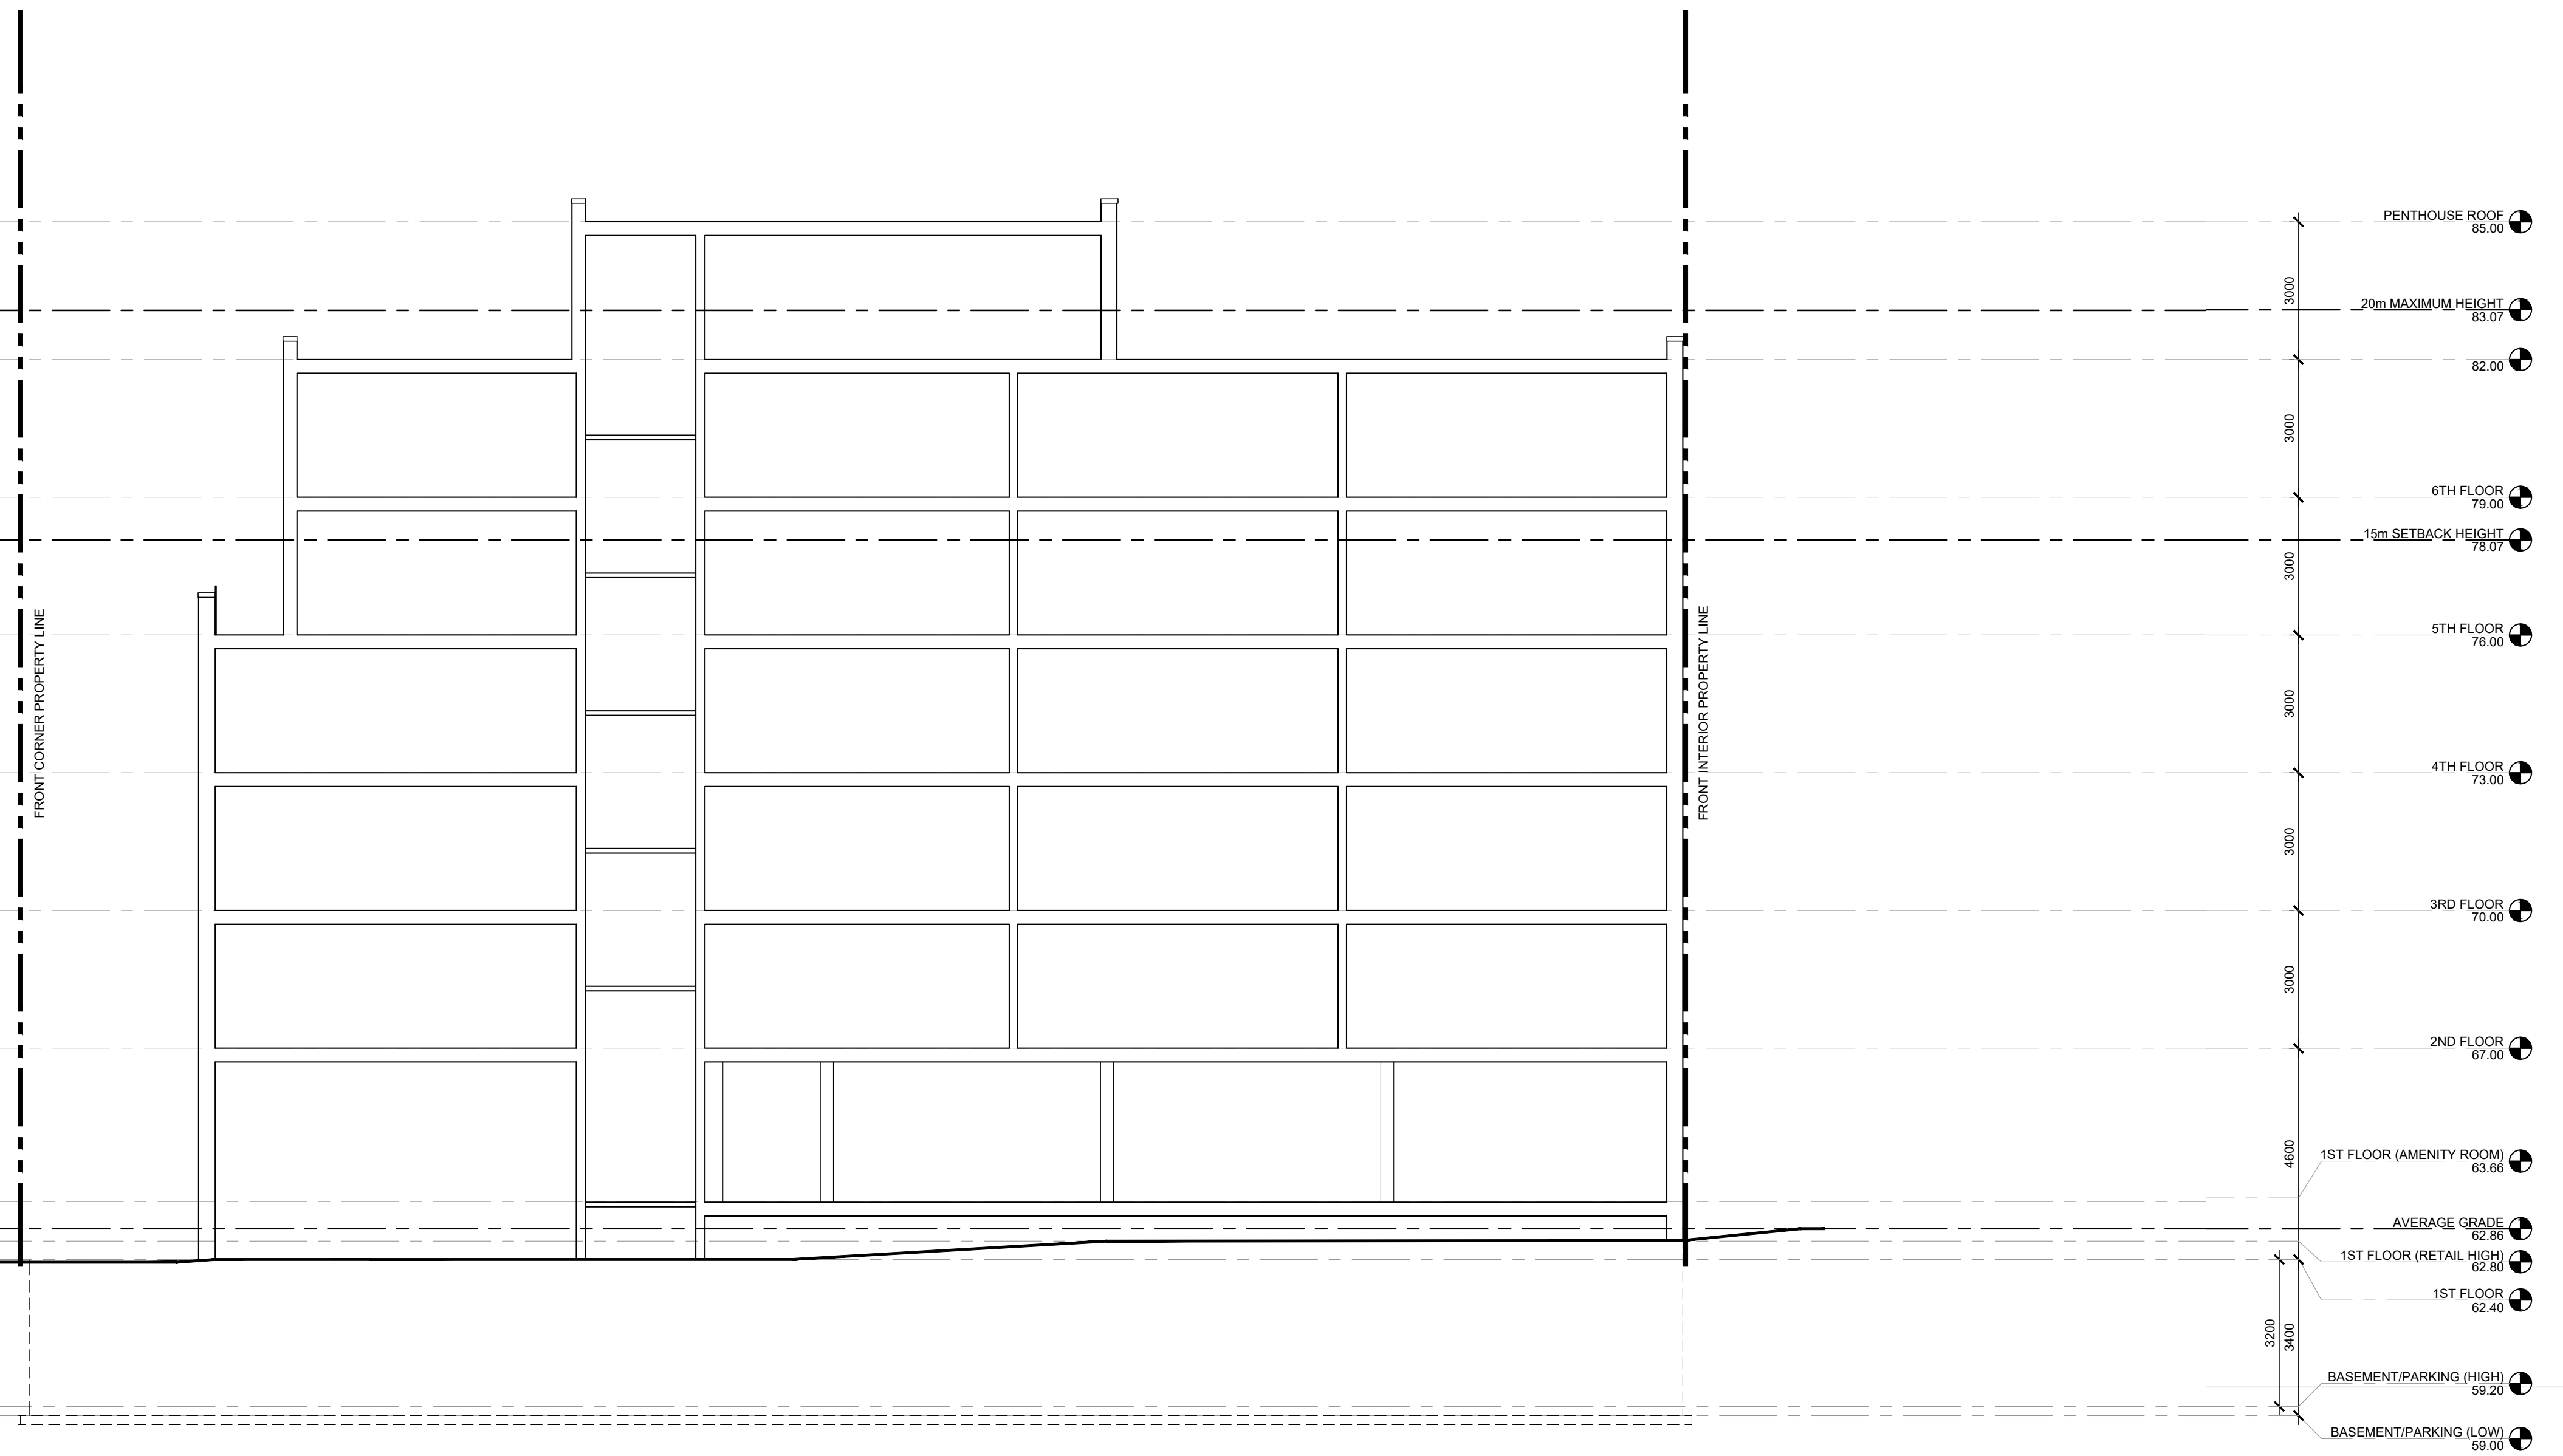 PENTHOUSE ROOF
85.00
3000
20m MAXIMUM HEIGHT
83.07
82.00
3000
6TH FLOOR
79.00
15m SETBACK HEIGHT
78.07
3000
FRONT CORNER PROPERTY LINE
FRONT INTERIOR PROPERTY LINE
5TH FLOOR
76.00
3000
4TH FLOOR
73.00
3000
3RD FLOOR
70.00
3000
2ND FLOOR
67.00
4600
1ST FLOOR (AMENITY ROOM)
63.66
AVERAGE GRADE
62.86
1ST FLOOR (RETAIL HIGH)
62.80
1ST FLOOR
62.40
3200
3400
BASEMENT/PARKING (HIGH)
59.20
BASEMENT/PARKING (LOW)
59.00